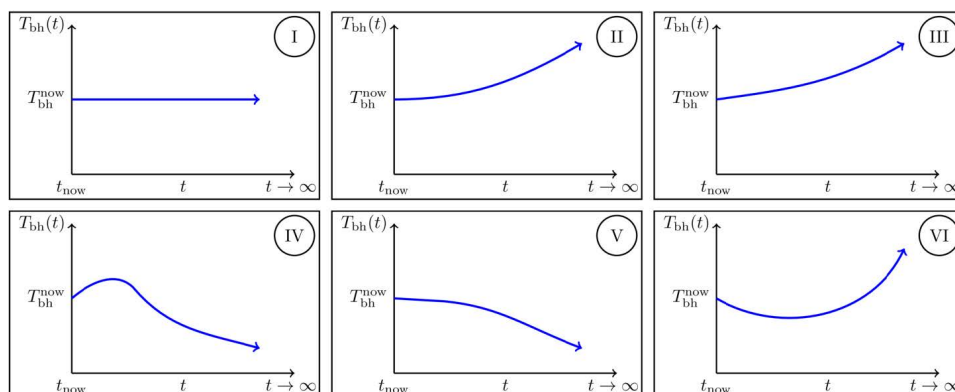 T_bh(t)
I
T_bh^now
t_now t t → ∞
T_bh(t)
II
T_bh^now
t_now t t → ∞
T_bh(t)
III
T_bh^now
t_now t t → ∞
T_bh(t)
IV
T_bh^now
t_now t t → ∞
T_bh(t)
V
T_bh^now
t_now t t → ∞
T_bh(t)
VI
T_bh^now
t_now t t → ∞